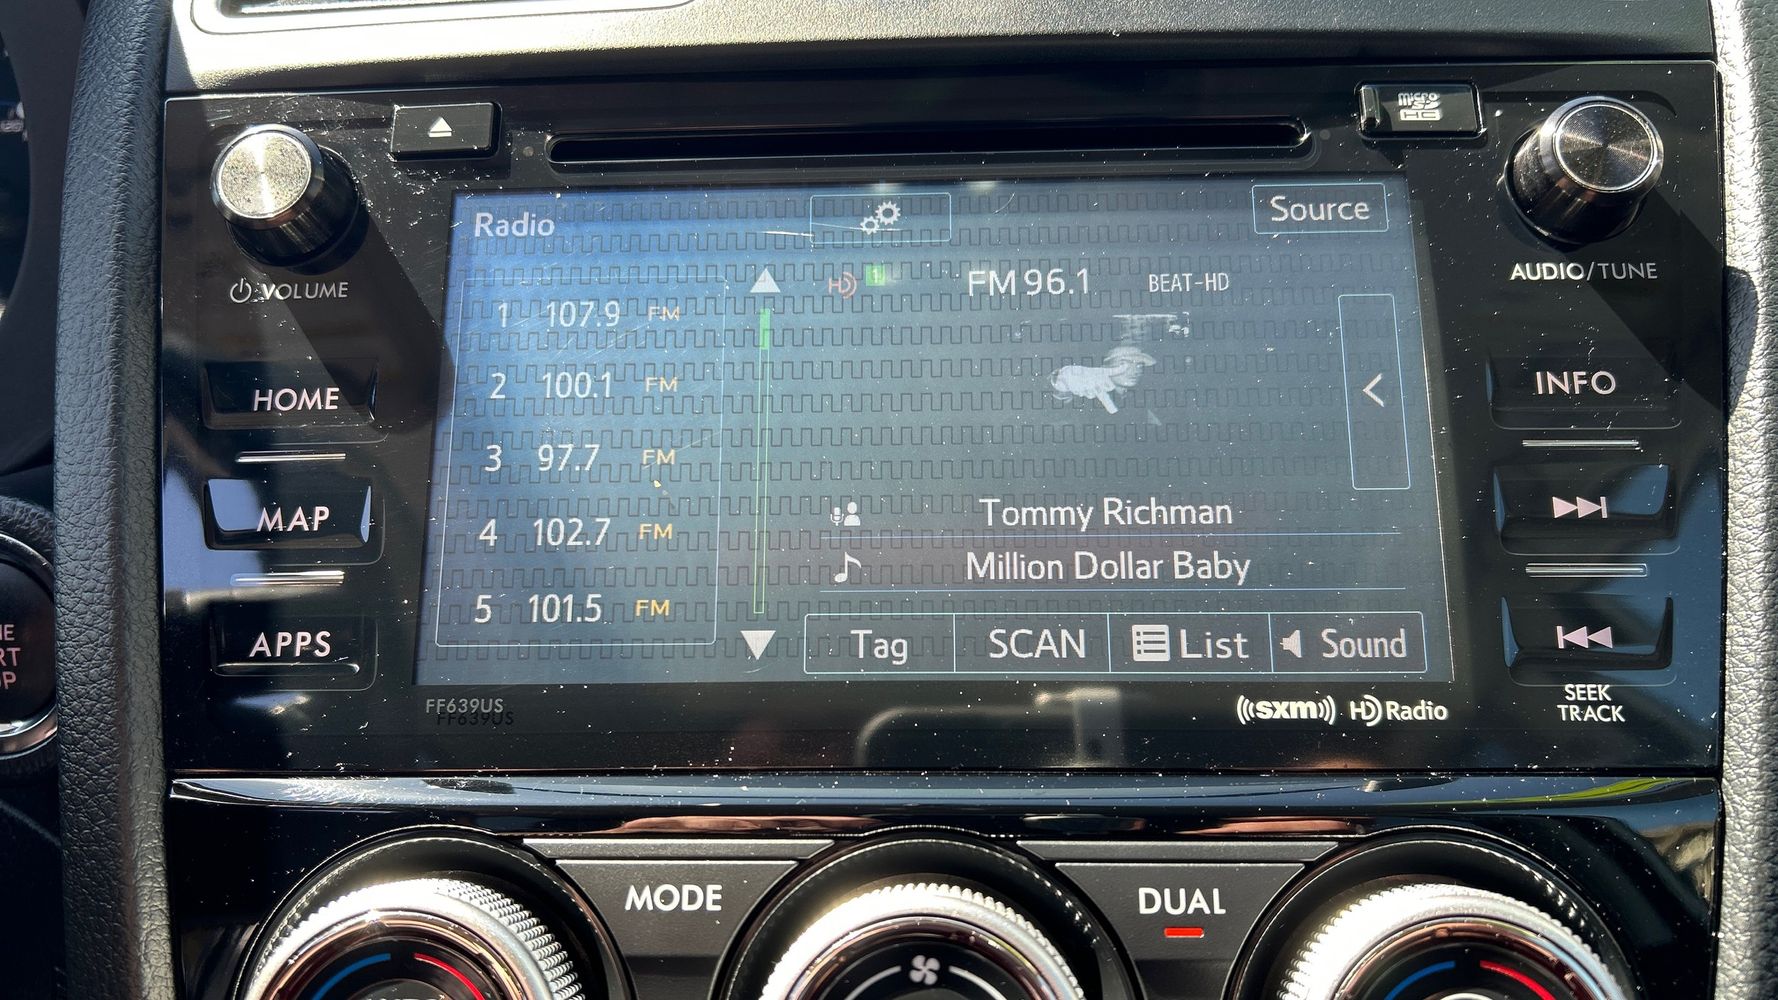 micro
SD
HC
Radio
Source
VOLUME
AUDIO/TUNE
HD 1 FM 96.1 BEAT-HD
1 107.9 FM
2 100.1 FM
3 97.7 FM
4 102.7 FM
5 101.5 FM
HOME
MAP
APPS
INFO
Tommy Richman
Million Dollar Baby
Tag SCAN List Sound
FF639US
((sxm)) HD Radio
SEEK
TRACK
MODE
DUAL